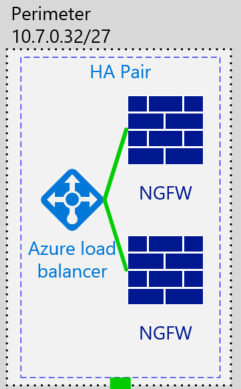 Perimeter
10.7.0.32/27
HA Pair
NGFW
Azure load
balancer
NGFW